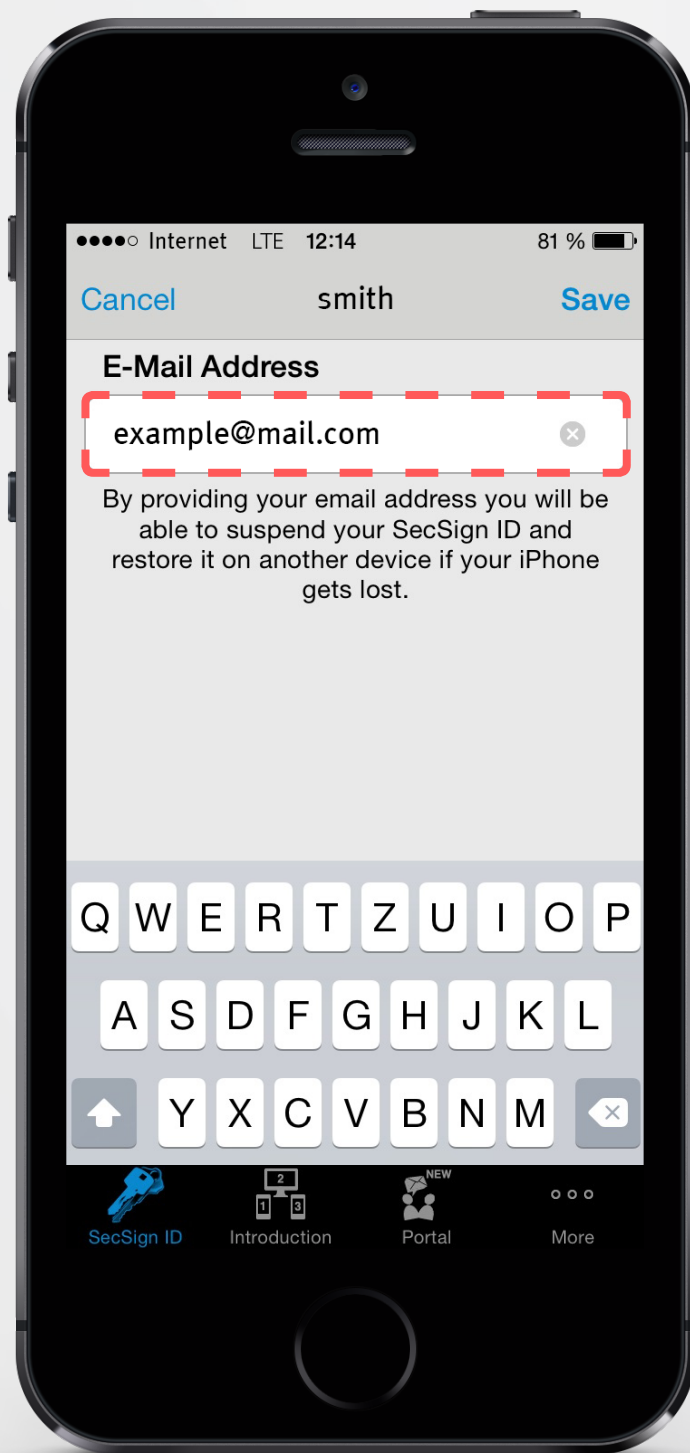 Internet LTE 12:14 81 %
Cancel smith Save
E-Mail Address
example@mail.com
By providing your email address you will be
able to suspend your SecSign ID and
restore it on another device if your iPhone
gets lost.
Q W E R T Z U I O P
A S D F G H J K L
Y X C V B N M
2
1 3
NEW
SecSign ID Introduction Portal More